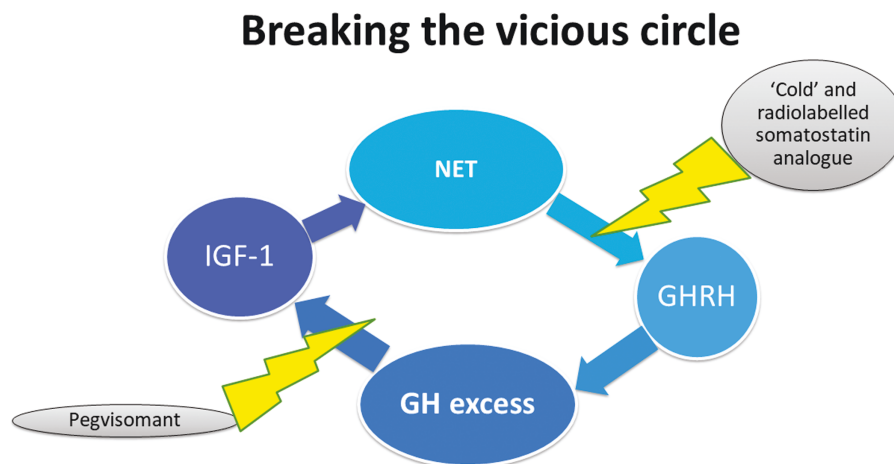 Breaking the vicious circle
‘Cold’ and
radiolabelled
somatostatin
analogue
NET
IGF-1
GHRH
GH excess
Pegvisomant